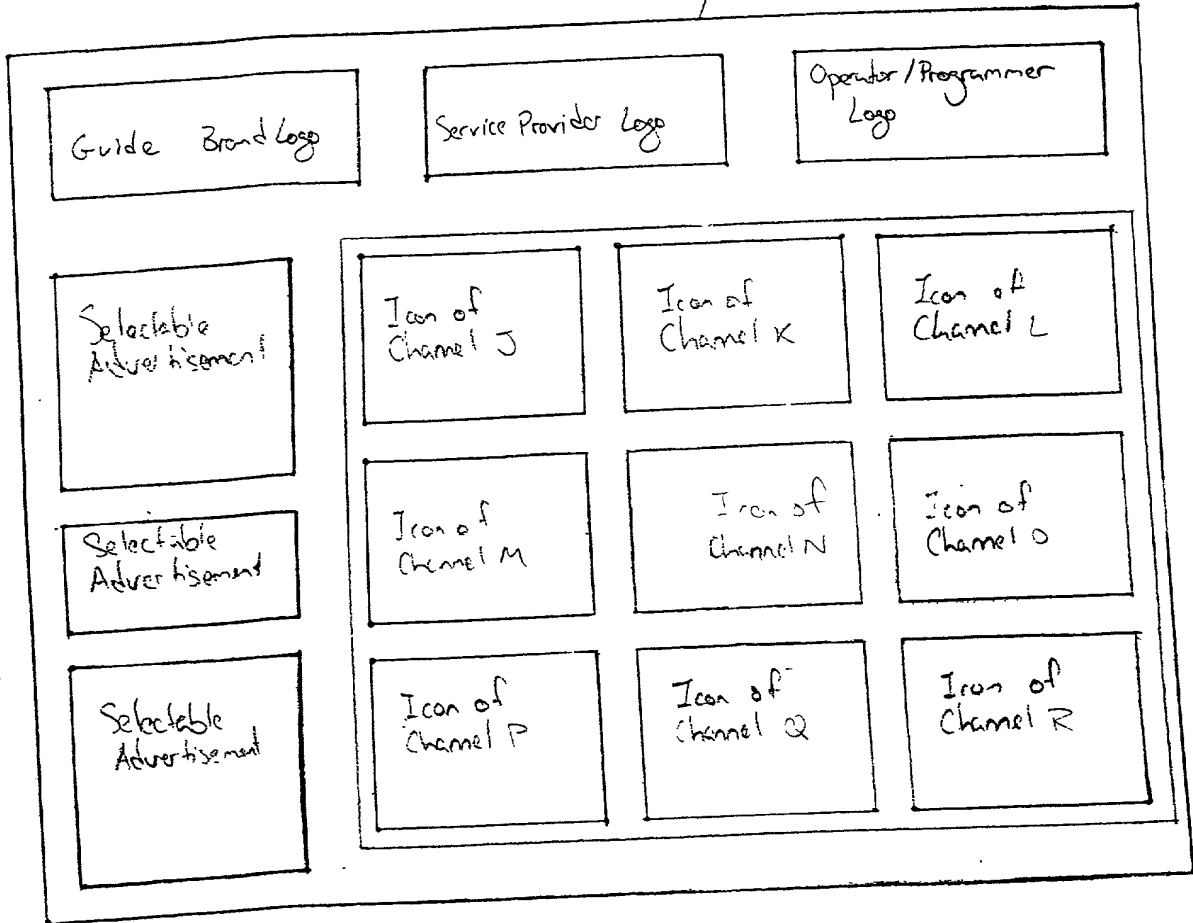 Guide Brand Logo
Service Provider Logo
Operator/Programmer
Logo
Selectable
Advertisement
Icon of
Channel J
Icon of
Channel K
Icon of
Channel L
Selectable
Advertisement
Icon of
Channel M
Icon of
Channel N
Icon of
Channel O
Selectable
Advertisement
Icon of
Channel P
Icon of
Channel Q
Icon of
Channel R